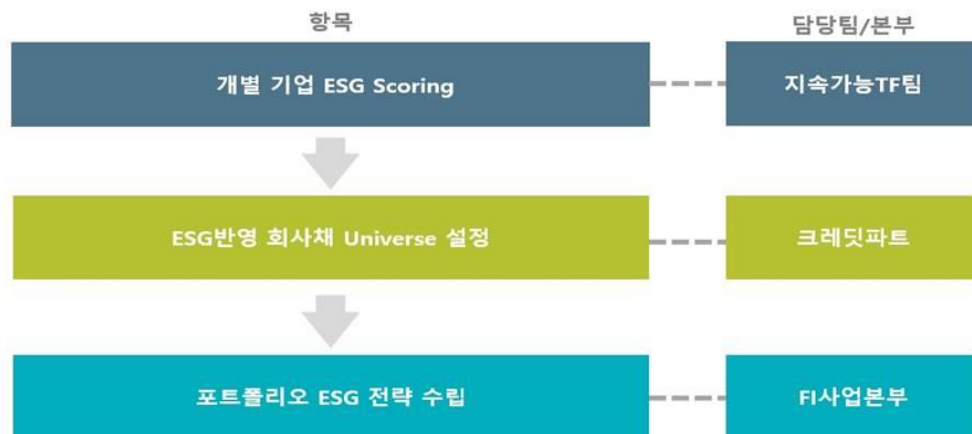 항목
담당팀/본부
개별 기업 ESG Scoring
지속가능TF팀
ESG반영 회사채 Universe 설정
크레딧파트
포트폴리오 ESG 전략 수립
FI사업본부